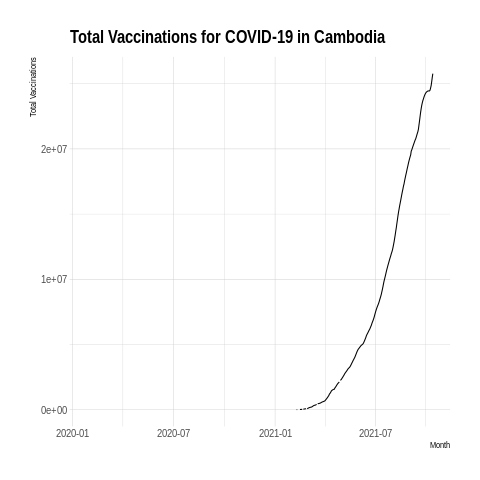 Total Vaccinations for COVID-19 in Cambodia
Total Vaccinations
2e+07
1e+07
0e+00
2020-01 2020-07 2021-01 2021-07
Month